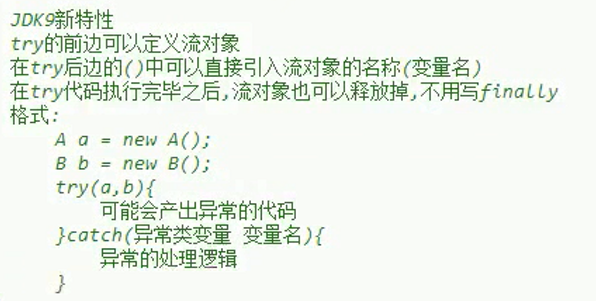 JDK9新特性
try的前边可以定义流对象
在try后边的()中可以直接引入流对象的名称(变量名)
在try代码执行完毕之后,流对象也可以释放掉,不用写finally
格式:
A a = new A();
B b = new B();
try(a,b){
可能会产出异常的代码
}catch(异常类变量 变量名){
异常的处理逻辑
}